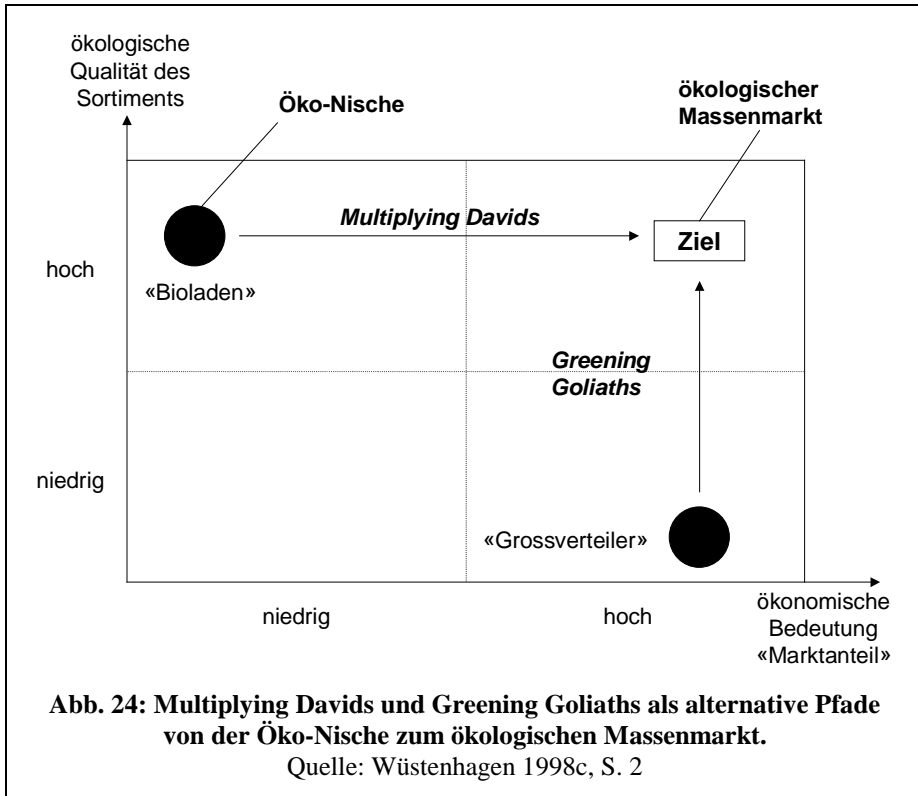 ökologische
Qualität des
Sortiments
Öko-Nische
ökologischer
Massenmarkt
Multiplying Davids
Ziel
hoch
«Bioladen»
Greening
Goliaths
niedrig
«Grossverteiler»
niedrig
hoch
ökonomische
Bedeutung
«Marktanteil»
Abb. 24: Multiplying Davids und Greening Goliaths als alternative Pfade
von der Öko-Nische zum ökologischen Massenmarkt.
Quelle: Wüstenhagen 1998c, S. 2